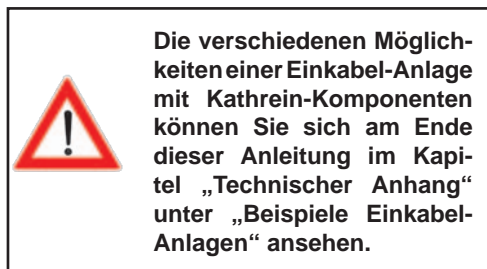 Die verschiedenen Möglich-
keiten einer Einkabel-Anlage
mit Kathrein-Komponenten
können Sie sich am Ende
dieser Anleitung im Kapi-
tel „Technischer Anhang“
unter „Beispiele Einkabel-
Anlagen“ ansehen.